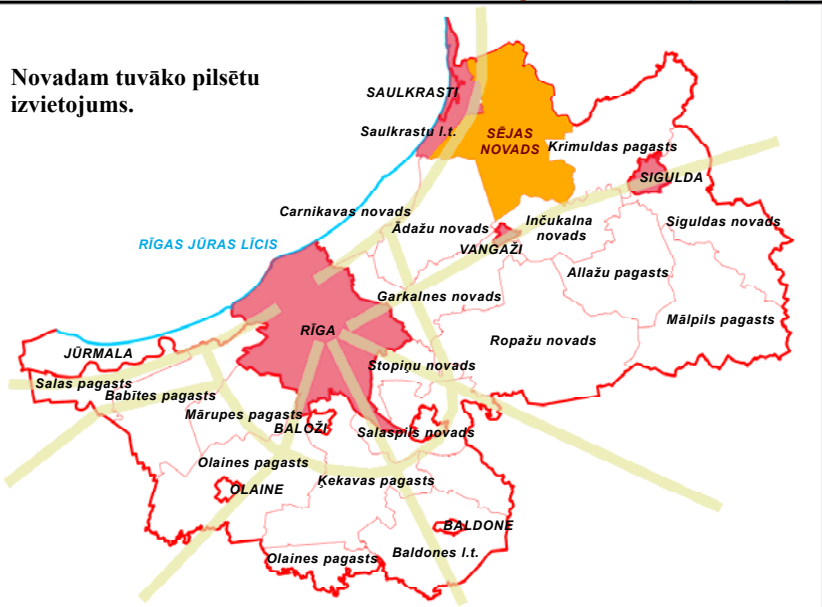 Novadam tuvāko pilsētu
izvietojums.
SAULKRASTI
Saulkrastu l.t.
SĒJAS
NOVADS
Krimuldas pagasts
SIGULDA
Carnikavas novads
Ādažu novads
Inčukalna
novads
Siguldas novads
RĪGAS JŪRAS LĪCIS
VANGAŽI
Allažu pagasts
Garkalnes novads
Mālpils pagasts
RĪGA
Ropažu novads
JŪRMALA
Stopiņu novads
Salas pagasts
Babītes pagasts
Mārupes pagasts
BALOŽI
Salaspils novads
Olaines pagasts
Ķekavas pagasts
OLAINE
BALDONE
Olaines pagasts
Baldones l.t.